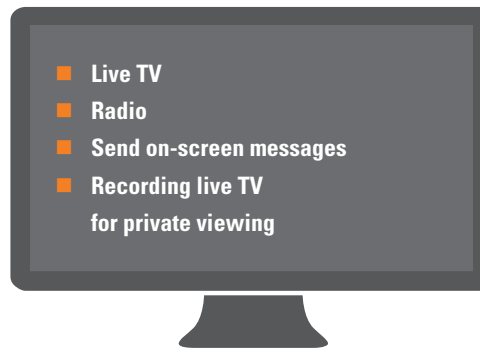 Live TV
Radio
Send on-screen messages
Recording live TV
for private viewing